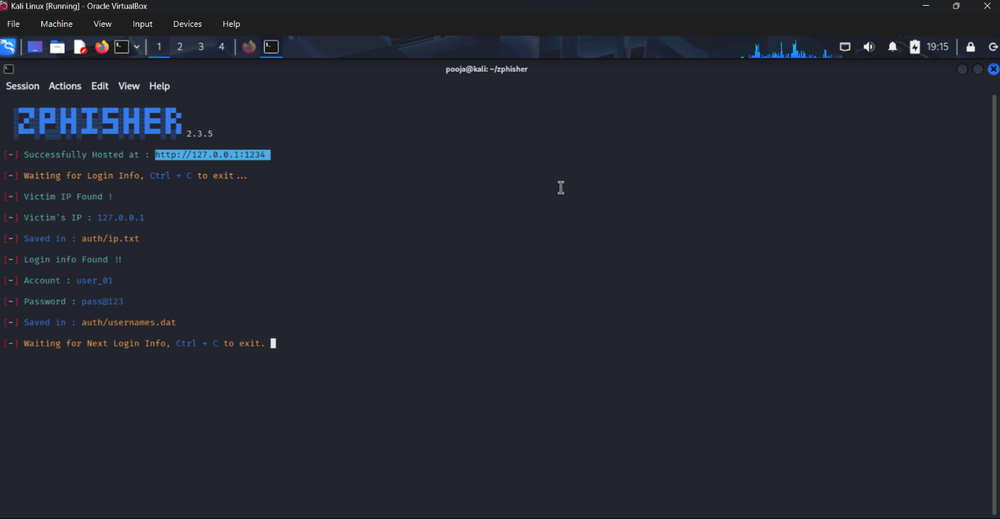 Kali Linux [Running] - Oracle VirtualBox
File Machine View Input Devices Help
1 2 3 4 19:15
pooja@kali: ~/zphisher
Session Actions Edit View Help
ZPHISHER 2.3.5
[-] Successfully Hosted at : http://127.0.0.1:1234
[-] Waiting for Login Info, Ctrl + C to exit...
[-] Victim IP Found !
[-] Victim's IP : 127.0.0.1
[-] Saved in : auth/ip.txt
[-] Login info Found !!
[-] Account : user_01
[-] Password : pass@123
[-] Saved in : auth/usernames.dat
[-] Waiting for Next Login Info, Ctrl + C to exit.